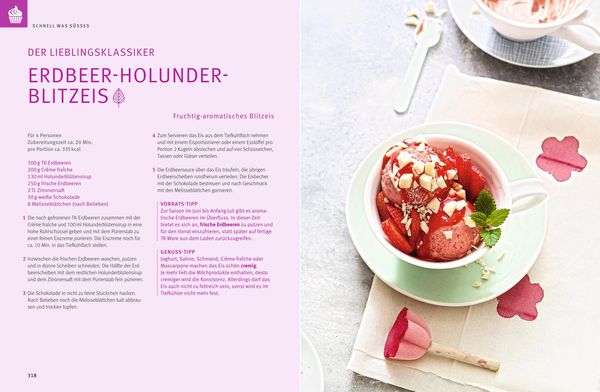 SCHNELL WAS SÜSSES
DER LIEBLINGSKLASSIKER
ERDBEER-HOLUNDER-
BLITZEIS
Fruchtig-aromatisches Blitzeis
Für 4 Personen
Zubereitungszeit ca. 20 Min.
pro Portion ca. 335 kcal
300 g TK-Erdbeeren
200 g Crème fraîche
130 ml Holunderblütensirup
250 g frische Erdbeeren
2 TL Zitronensaft
30 g weiße Schokolade
8 Melisseblättchen (nach Belieben)
1 Die noch gefrorenen TK-Erdbeeren zusammen mit der
Crème fraîche und 100 ml Holunderblütensirup in eine
hohe Rührschüssel geben und mit dem Pürierstab zu
einer feinen Eiscreme pürieren. Die Eiscreme noch für
ca. 10 Min. in das Tiefkühlfach stellen.
2 Inzwischen die frischen Erdbeeren waschen, putzen
und in dünne Scheiben schneiden. Die Hälfte der Erd-
beerscheiben mit dem restlichen Holunderblütensirup
und dem Zitronensaft mit dem Pürierstab fein pürieren.
3 Die Schokolade in nicht zu feine Stückchen hacken.
Nach Belieben noch die Melisseblättchen kalt abbrau-
sen und trocken tupfen.
4 Zum Servieren das Eis aus dem Tiefkühlfach nehmen
und mit einem Eisportionierer oder einem Esslöffel pro
Portion 2 Kugeln abstechen und auf vier Schüsselchen,
Tassen oder Gläser verteilen.
5 Die Erdbeersauce über das Eis träufeln, die übrigen
Erdbeerscheiben rundherum verteilen. Die Eisbecher
mit der Schokolade bestreuen und nach Geschmack
mit den Melisseblättchen garnieren.
VORRATS-TIPP
Zur Saison im Juni bis Anfang Juli gibt es aroma-
tische Erdbeeren im Überfluss. In dieser Zeit
bietet es sich an, frische Erdbeeren zu putzen und
für den Vorrat einzufrieren, statt später auf fertige
TK-Ware aus dem Laden zurückzugreifen.
GENUSS-TIPP
Joghurt, Sahne, Schmand, Crème fraîche oder
Mascarpone machen das Eis schön cremig.
Je mehr Fett die Milchprodukte enthalten, desto
cremiger wird die Konsistenz. Allerdings darf das
Eis auch nicht zu fettreich sein, sonst wird es im
Tiefkühler nicht mehr fest.
318